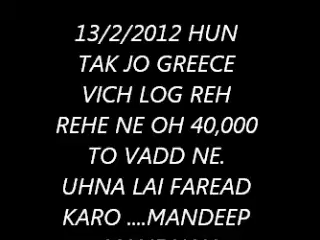 13/2/2012 HUN
TAK JO GREECE
VICH LOG REH
REHE NE OH 40,000
TO VADD NE.
UHNA LAI FAREAD
KARO ....MANDEEP